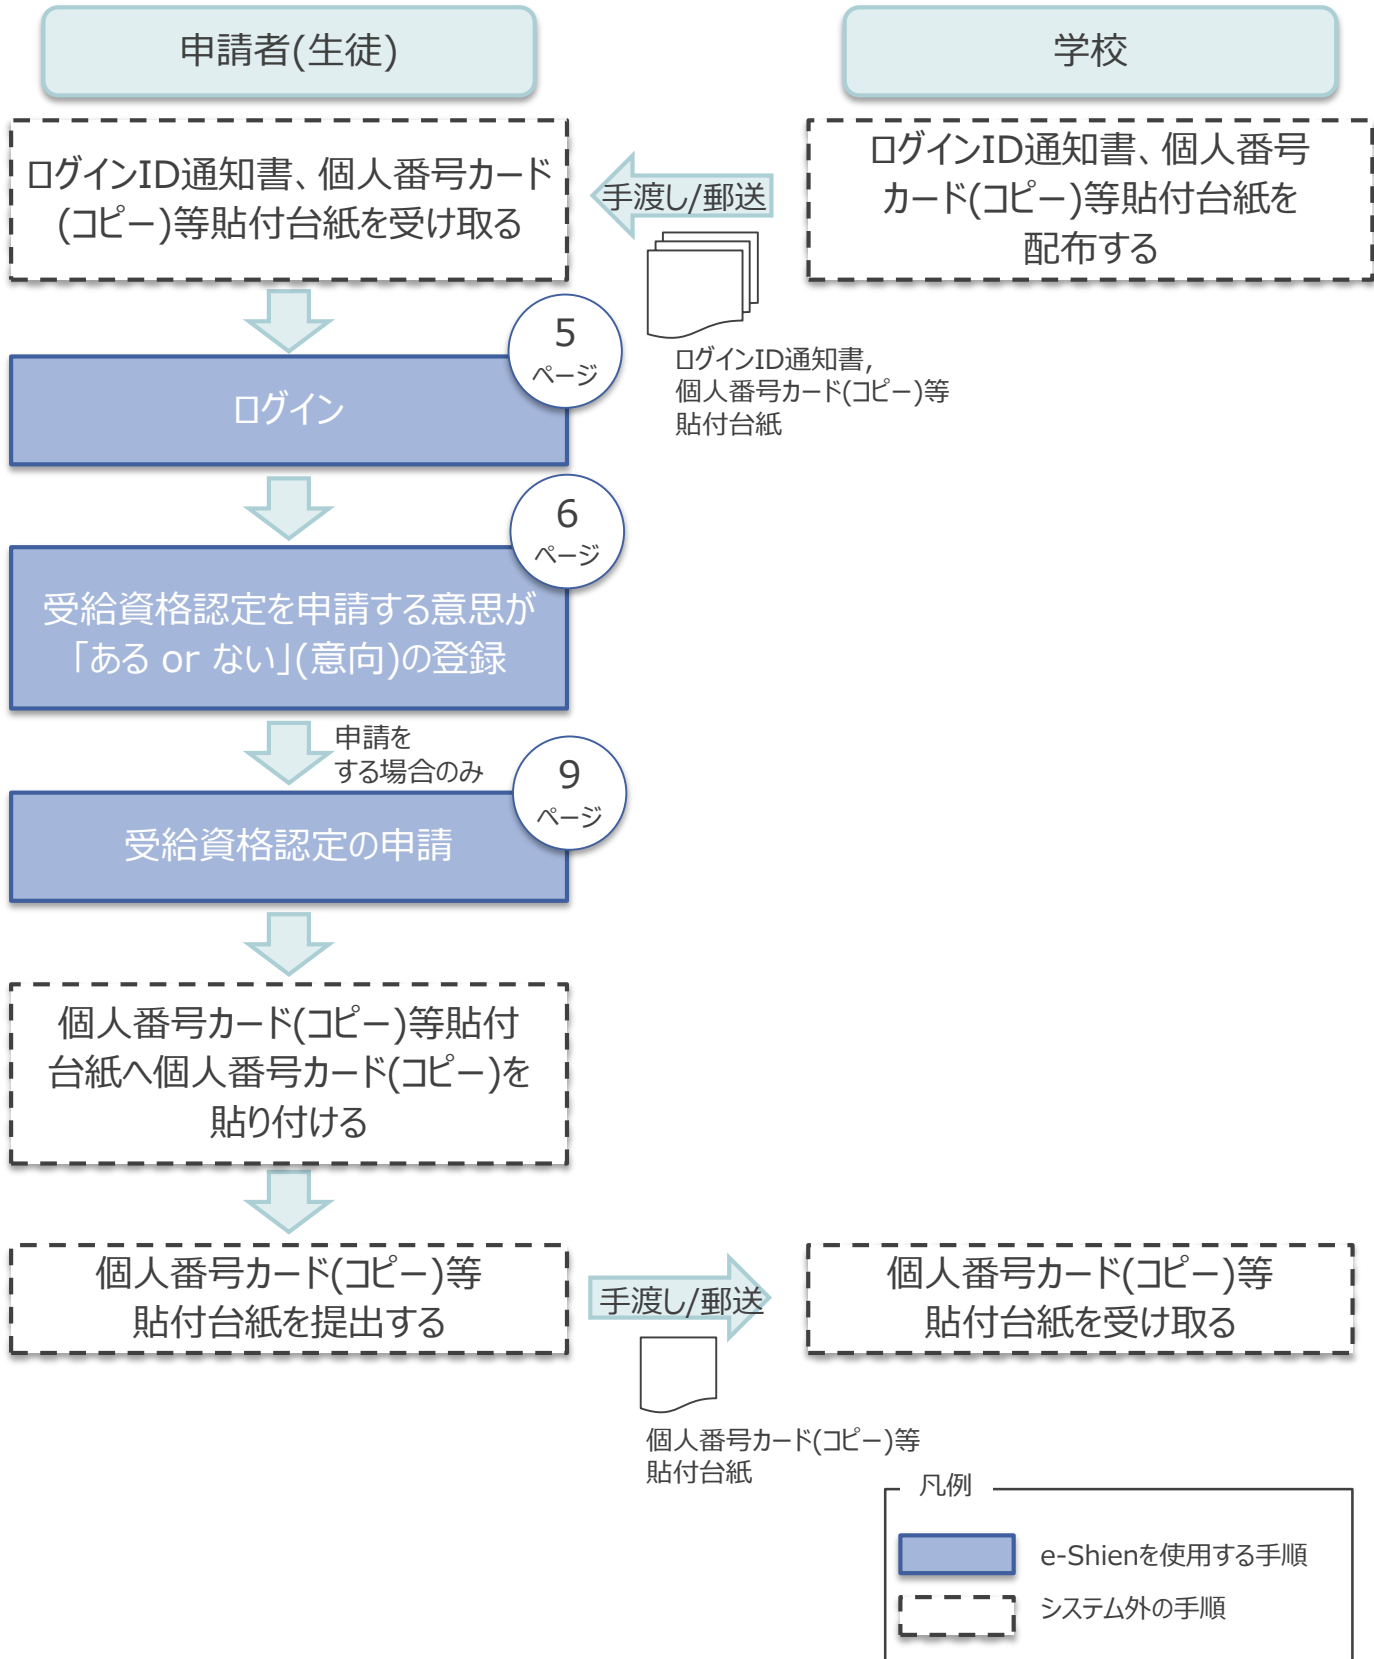 申請者(生徒)
学校
ログインID通知書、個人番号カード
(コピー)等貼付台紙を受け取る
手渡し/郵送
ログインID通知書、個人番号
カード(コピー)等貼付台紙を
配布する
ログインID通知書,
個人番号カード(コピー)等
貼付台紙
5
ページ
ログイン
6
ページ
受給資格認定を申請する意思が
「ある or ない」(意向)の登録
申請を
する場合のみ
9
ページ
受給資格認定の申請
個人番号カード(コピー)等貼付
台紙へ個人番号カード(コピー)を
貼り付ける
個人番号カード(コピー)等
貼付台紙を提出する
手渡し/郵送
個人番号カード(コピー)等
貼付台紙を受け取る
個人番号カード(コピー)等
貼付台紙
凡例
e-Shienを使用する手順
システム外の手順